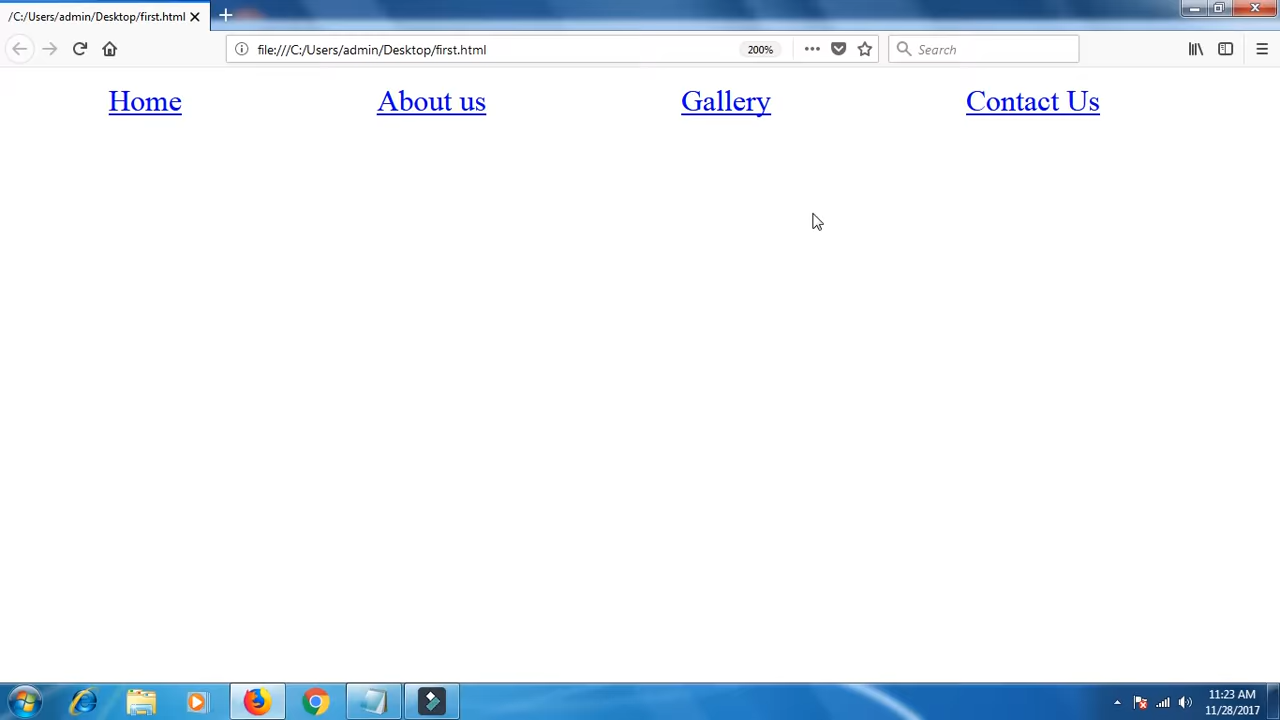 /C:/Users/admin/Desktop/first.html
file:///C:/Users/admin/Desktop/first.html 200% Search
Home About us Gallery Contact Us
11:23 AM
11/28/2017